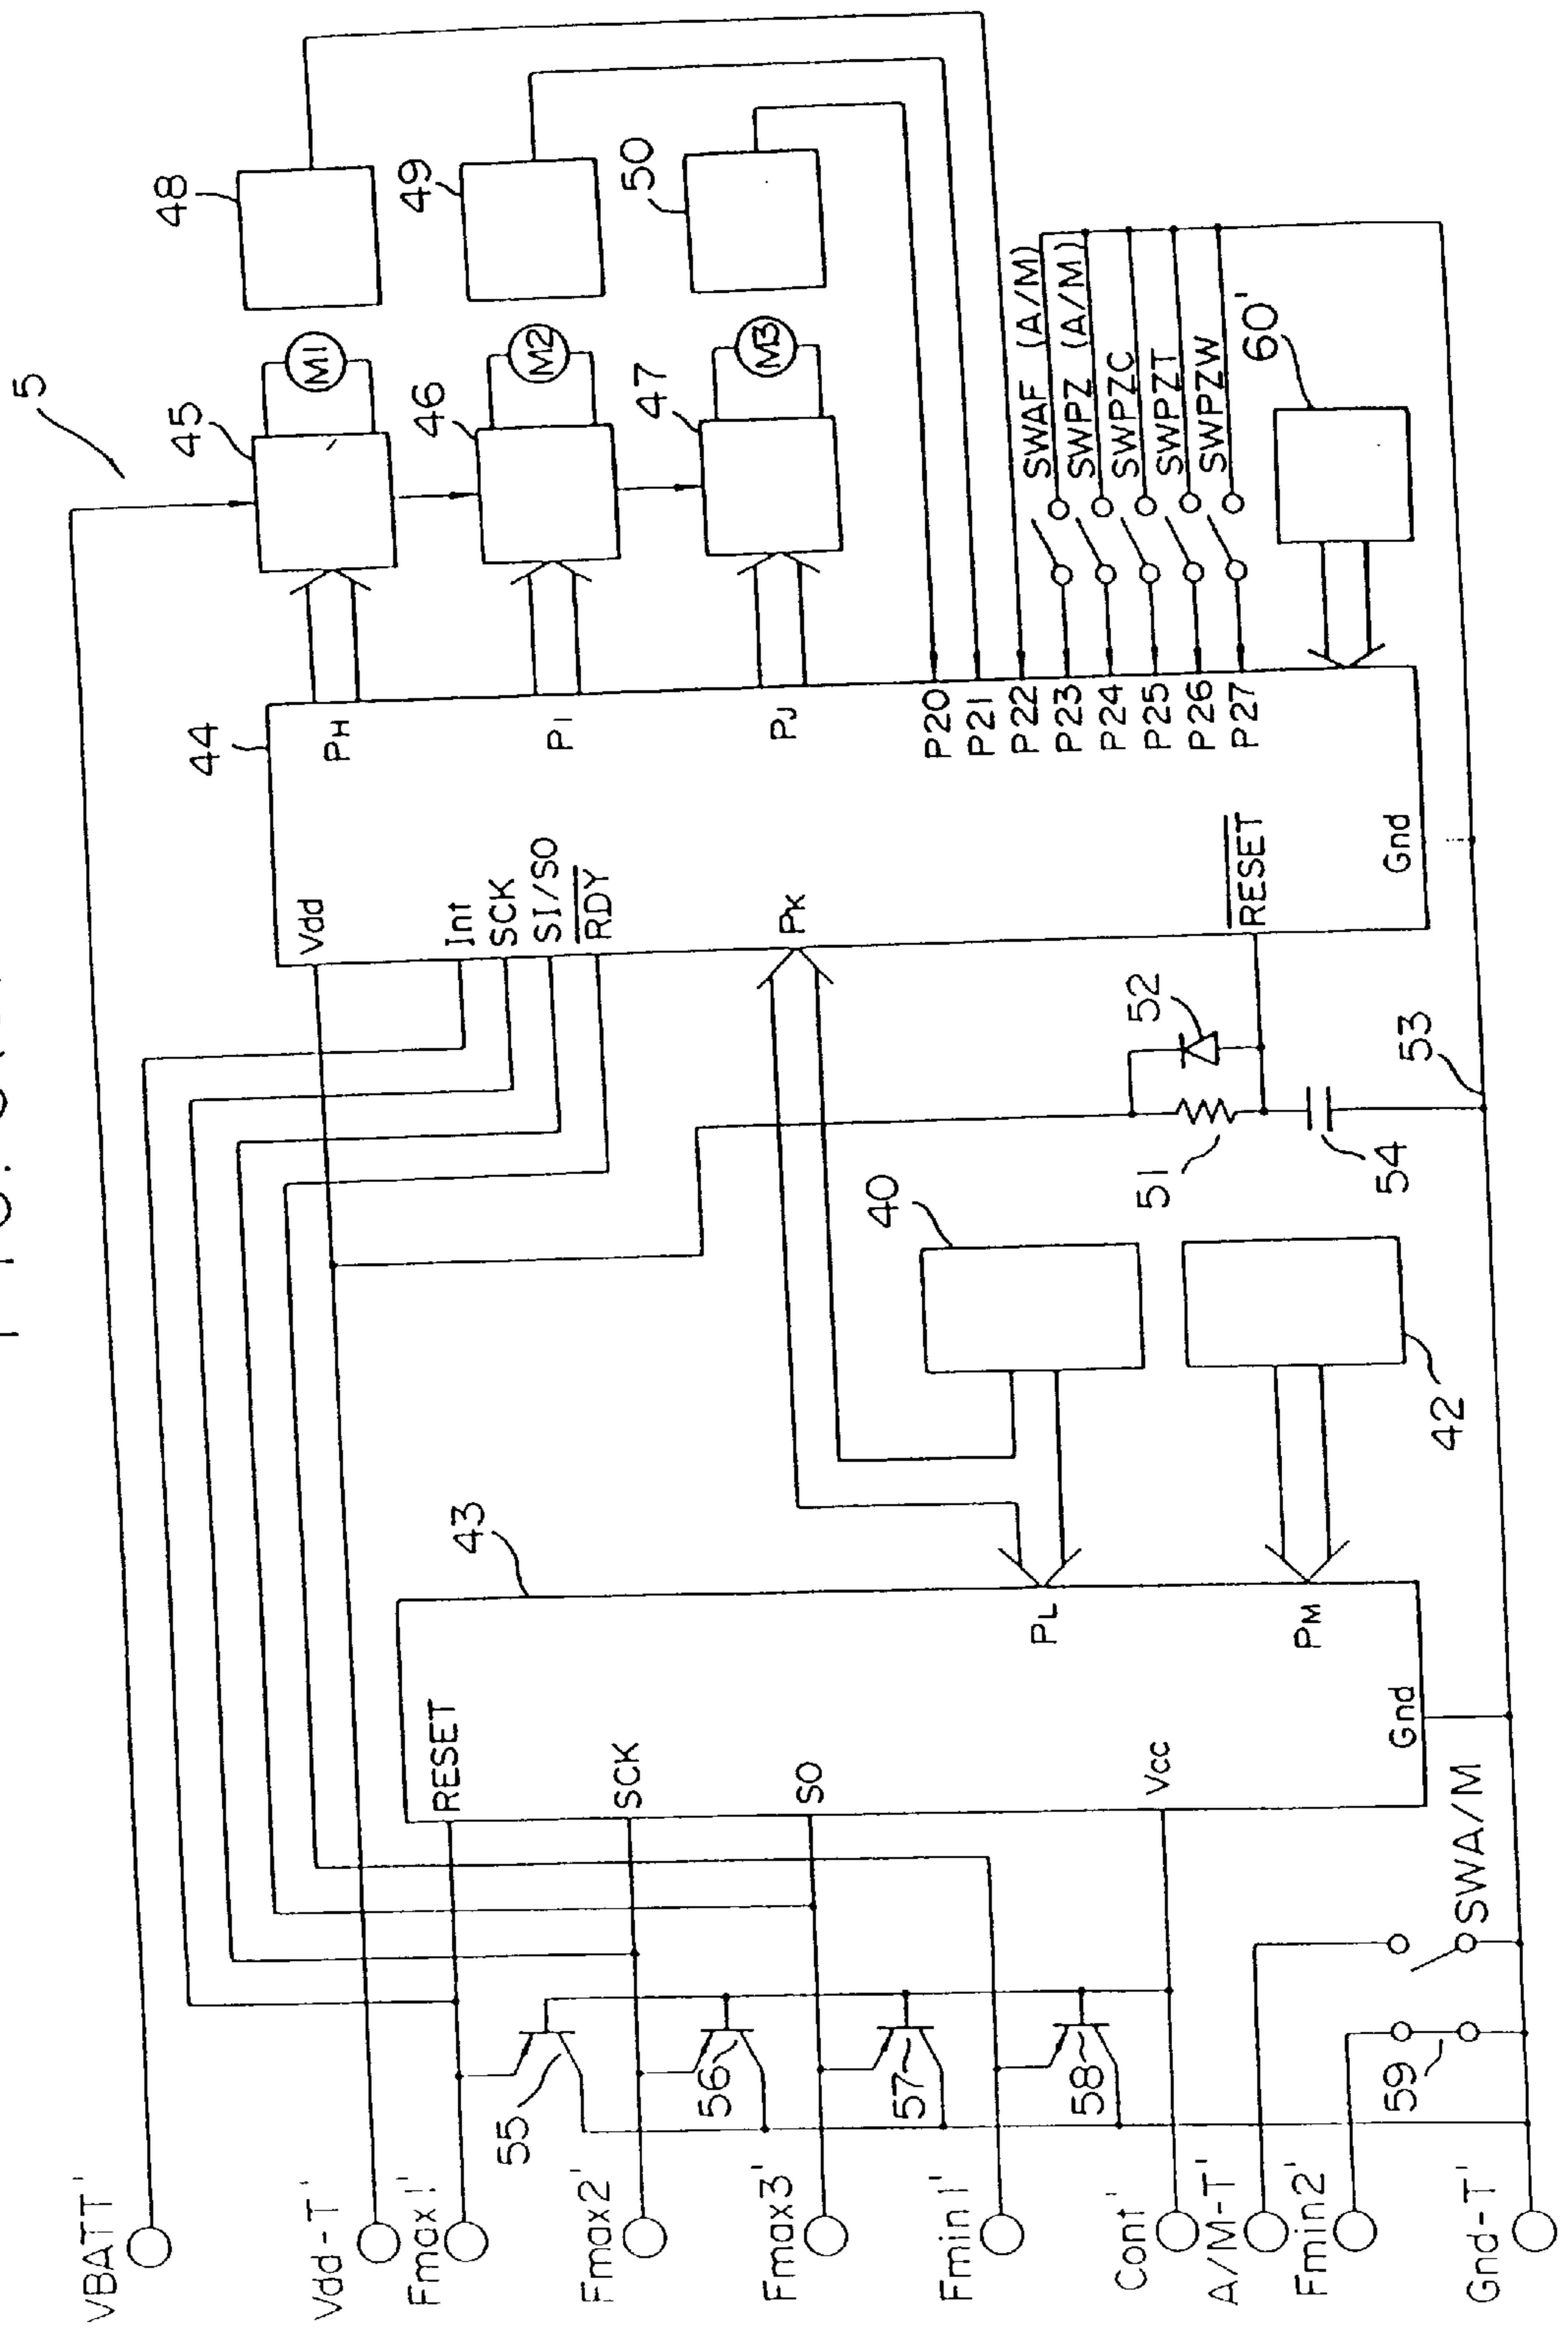 5
VBATT'
Vdd-T'
Fmax1'
Fmax2'
Fmax3'
Fmin1'
Cont'
A/M-T'
Fmin2'
Gnd-T'
55
56
57
58
59
SWA/M
43
RESET
SCK
SO
Vcc
Gnd
PL
PM
40
42
51
52
53
54
44
Vdd
Int
SCK
SI/SO
RDY
PK
RESET
Gnd
PH
PI
PJ
P20
P21
P22
P23
P24
P25
P26
P27
45
46
47
M1
M2
M3
48
49
50
SWAF (A/M)
SWPZ (A/M)
SWPZC
SWPZT
SWPZW
60'